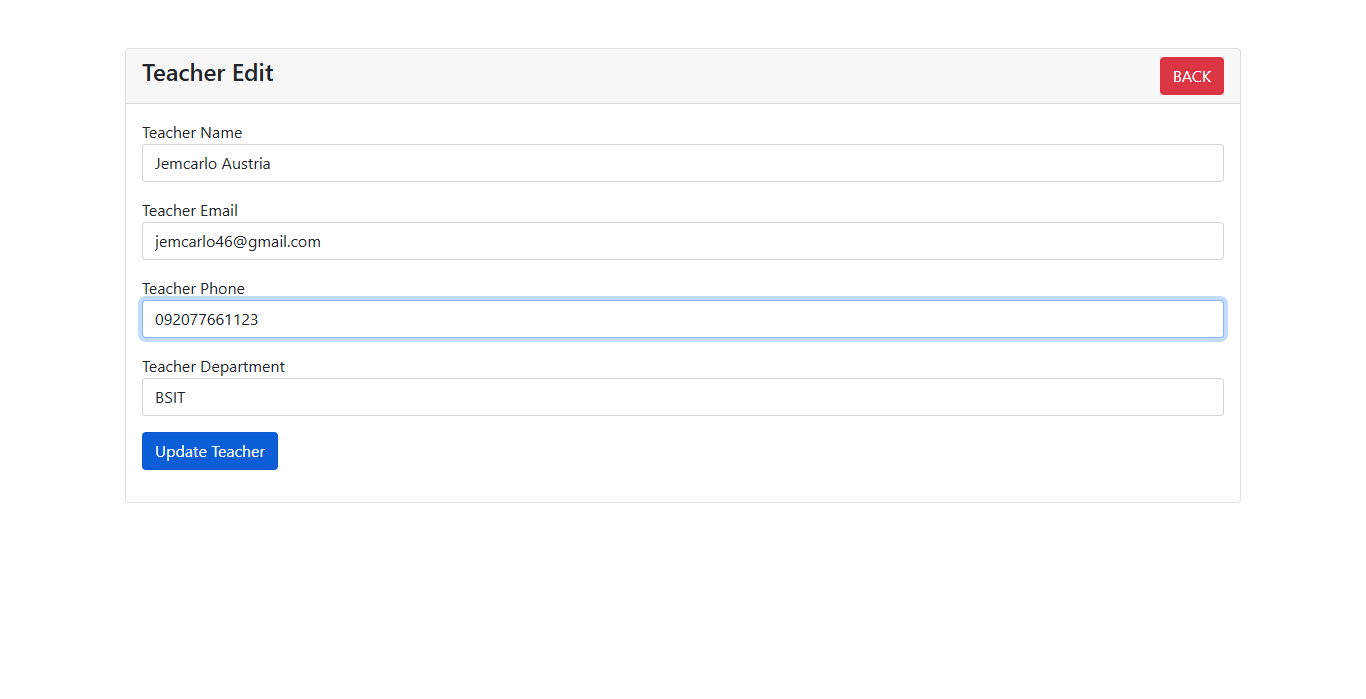 Teacher Edit
BACK
Teacher Name
Jemcarlo Austria
Teacher Email
jemcarlo46@gmail.com
Teacher Phone
092077661123
Teacher Department
BSIT
Update Teacher